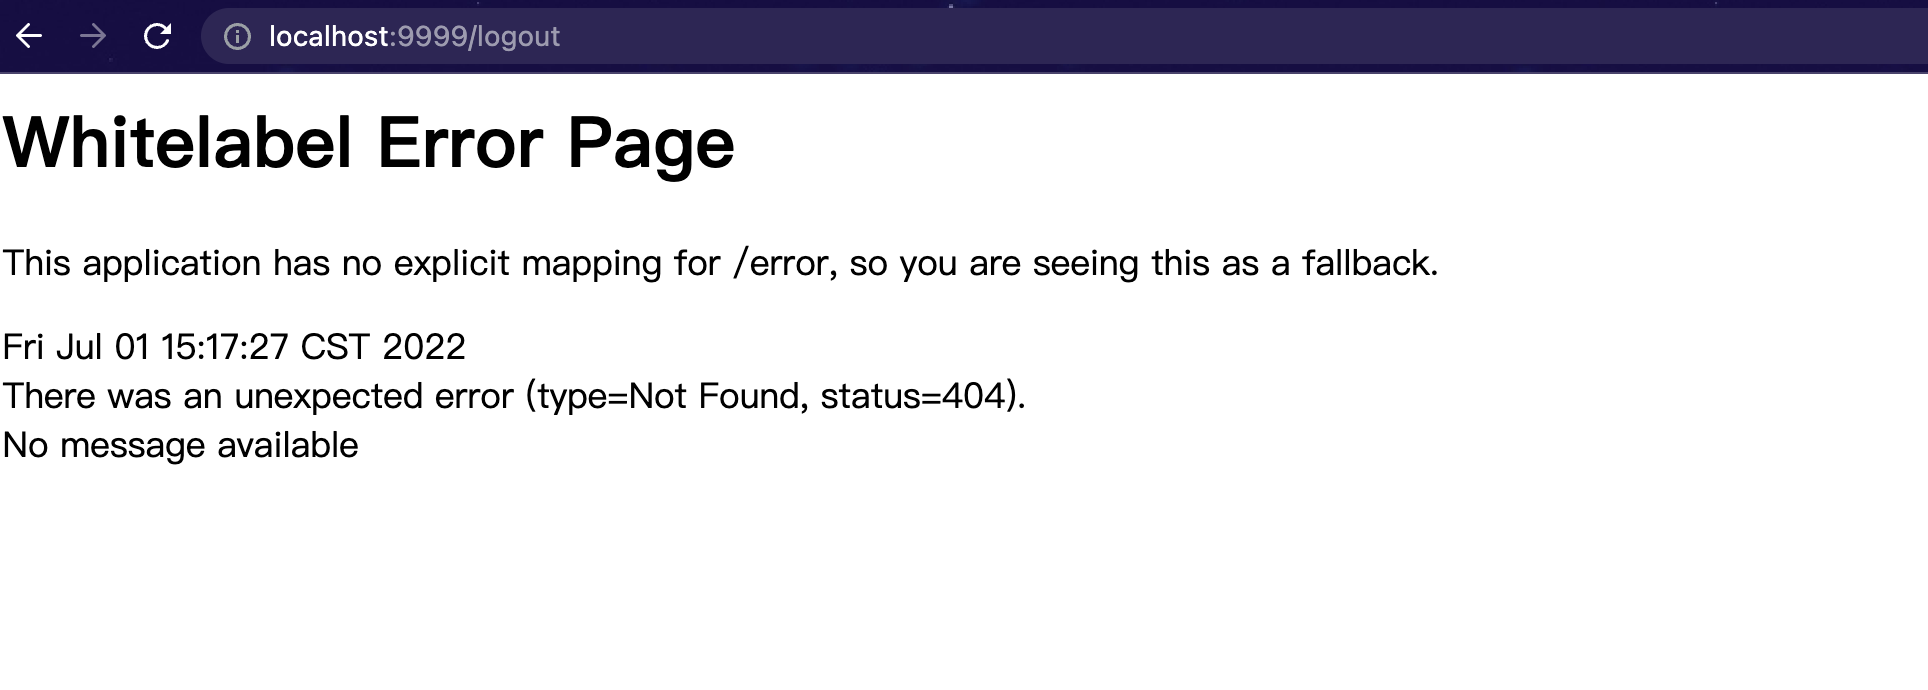 localhost:9999/logout
Whitelabel Error Page
This application has no explicit mapping for /error, so you are seeing this as a fallback.
Fri Jul 01 15:17:27 CST 2022
There was an unexpected error (type=Not Found, status=404).
No message available